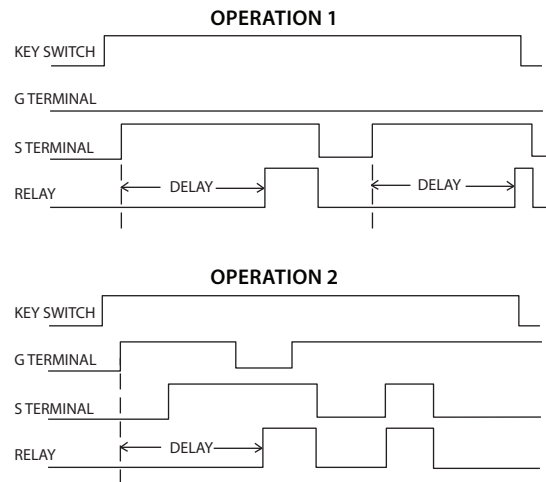 OPERATION 1
KEY SWITCH
G TERMINAL
S TERMINAL
RELAY
DELAY
DELAY
OPERATION 2
KEY SWITCH
G TERMINAL
S TERMINAL
RELAY
DELAY